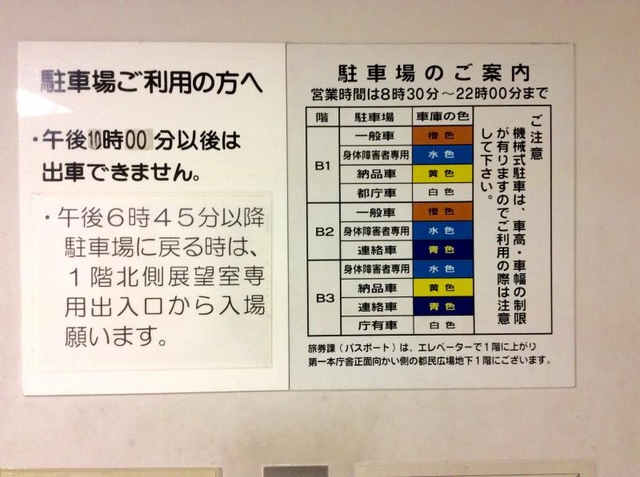 駐車場ご利用の方へ
・午後10時00分以後は
出車できません。
・午後６時４５分以降
駐車場に戻る時は、
１階北側展望室専
用出入口から入場
願います。
駐車場のご案内
営業時間は8時30分～22時00分まで
階 駐車場 車庫の色
B1 一般車 橙色
身体障害者専用 水色
納品車 黄色
都庁車 白色
B2 一般車 橙色
身体障害者専用 水色
連絡車 青色
B3 身体障害者専用 水色
納品車 黄色
連絡車 青色
庁有車 白色
ご注意
機械式駐車は、車高・車幅の制限
が有りますのでご利用の際は注意
して下さい。
旅券課（パスポート）は、エレベーターで１階に上がり
第一本庁舎正面向かい側の都民広場地下１階にございます。